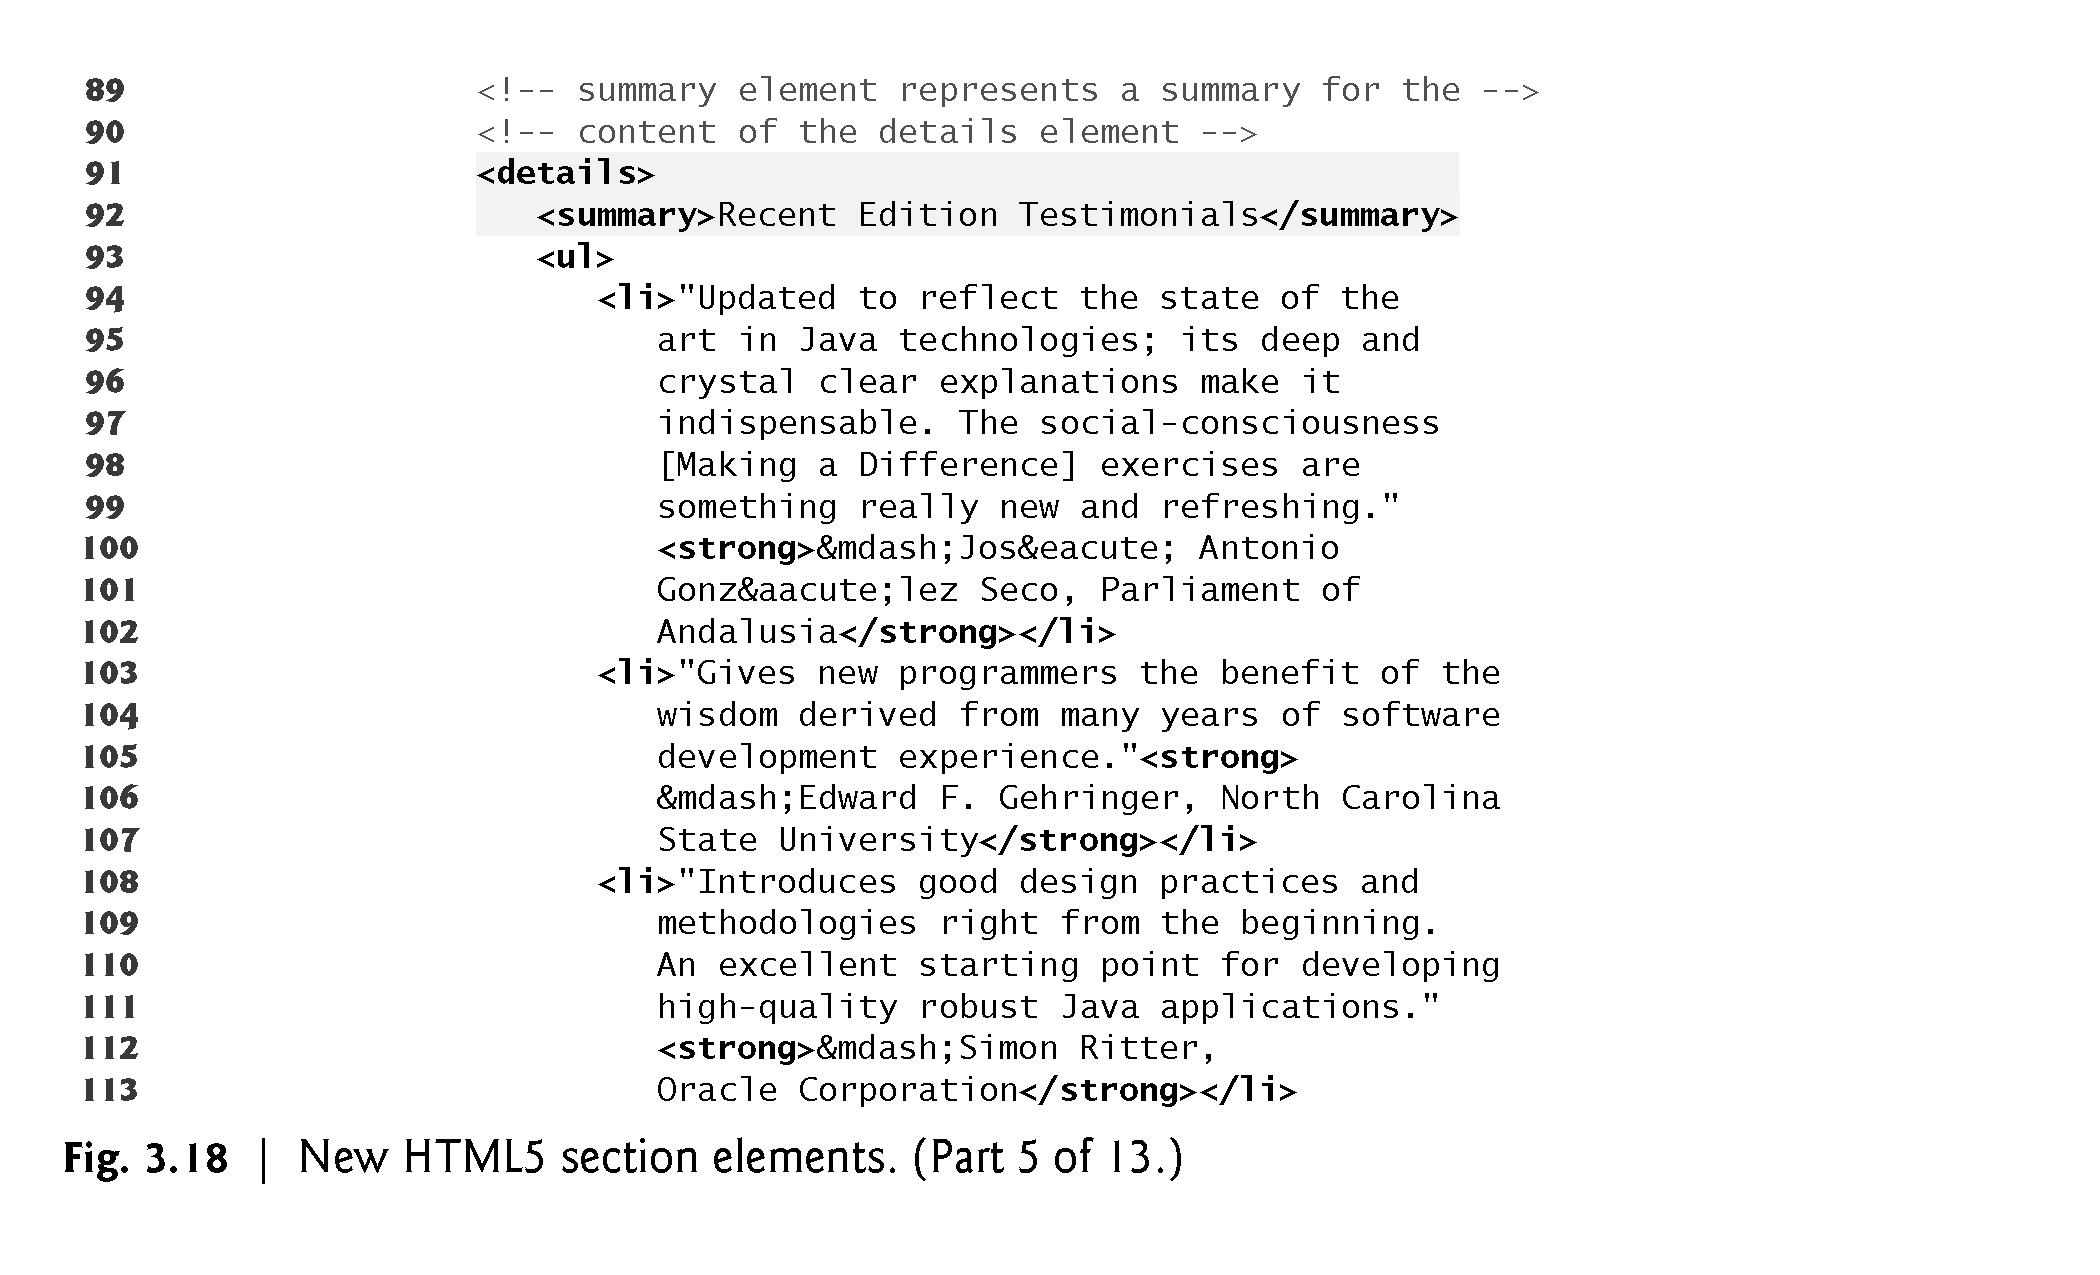 89 <!-- summary element represents a summary for the -->
90 <!-- content of the details element -->
91 <details>
92 <summary>Recent Edition Testimonials</summary>
93 <ul>
94 <li>"Updated to reflect the state of the
95 art in Java technologies; its deep and
96 crystal clear explanations make it
97 indispensable. The social-consciousness
98 [Making a Difference] exercises are
99 something really new and refreshing."
100 <strong>&mdash;Jos&eacute; Antonio
101 Gonz&aacute;lez Seco, Parliament of
102 Andalusia</strong></li>
103 <li>"Gives new programmers the benefit of the
104 wisdom derived from many years of software
105 development experience."<strong>
106 &mdash;Edward F. Gehringer, North Carolina
107 State University</strong></li>
108 <li>"Introduces good design practices and
109 methodologies right from the beginning.
110 An excellent starting point for developing
111 high-quality robust Java applications."
112 <strong>&mdash;Simon Ritter,
113 Oracle Corporation</strong></li>
Fig. 3.18 | New HTML5 section elements. (Part 5 of 13.)